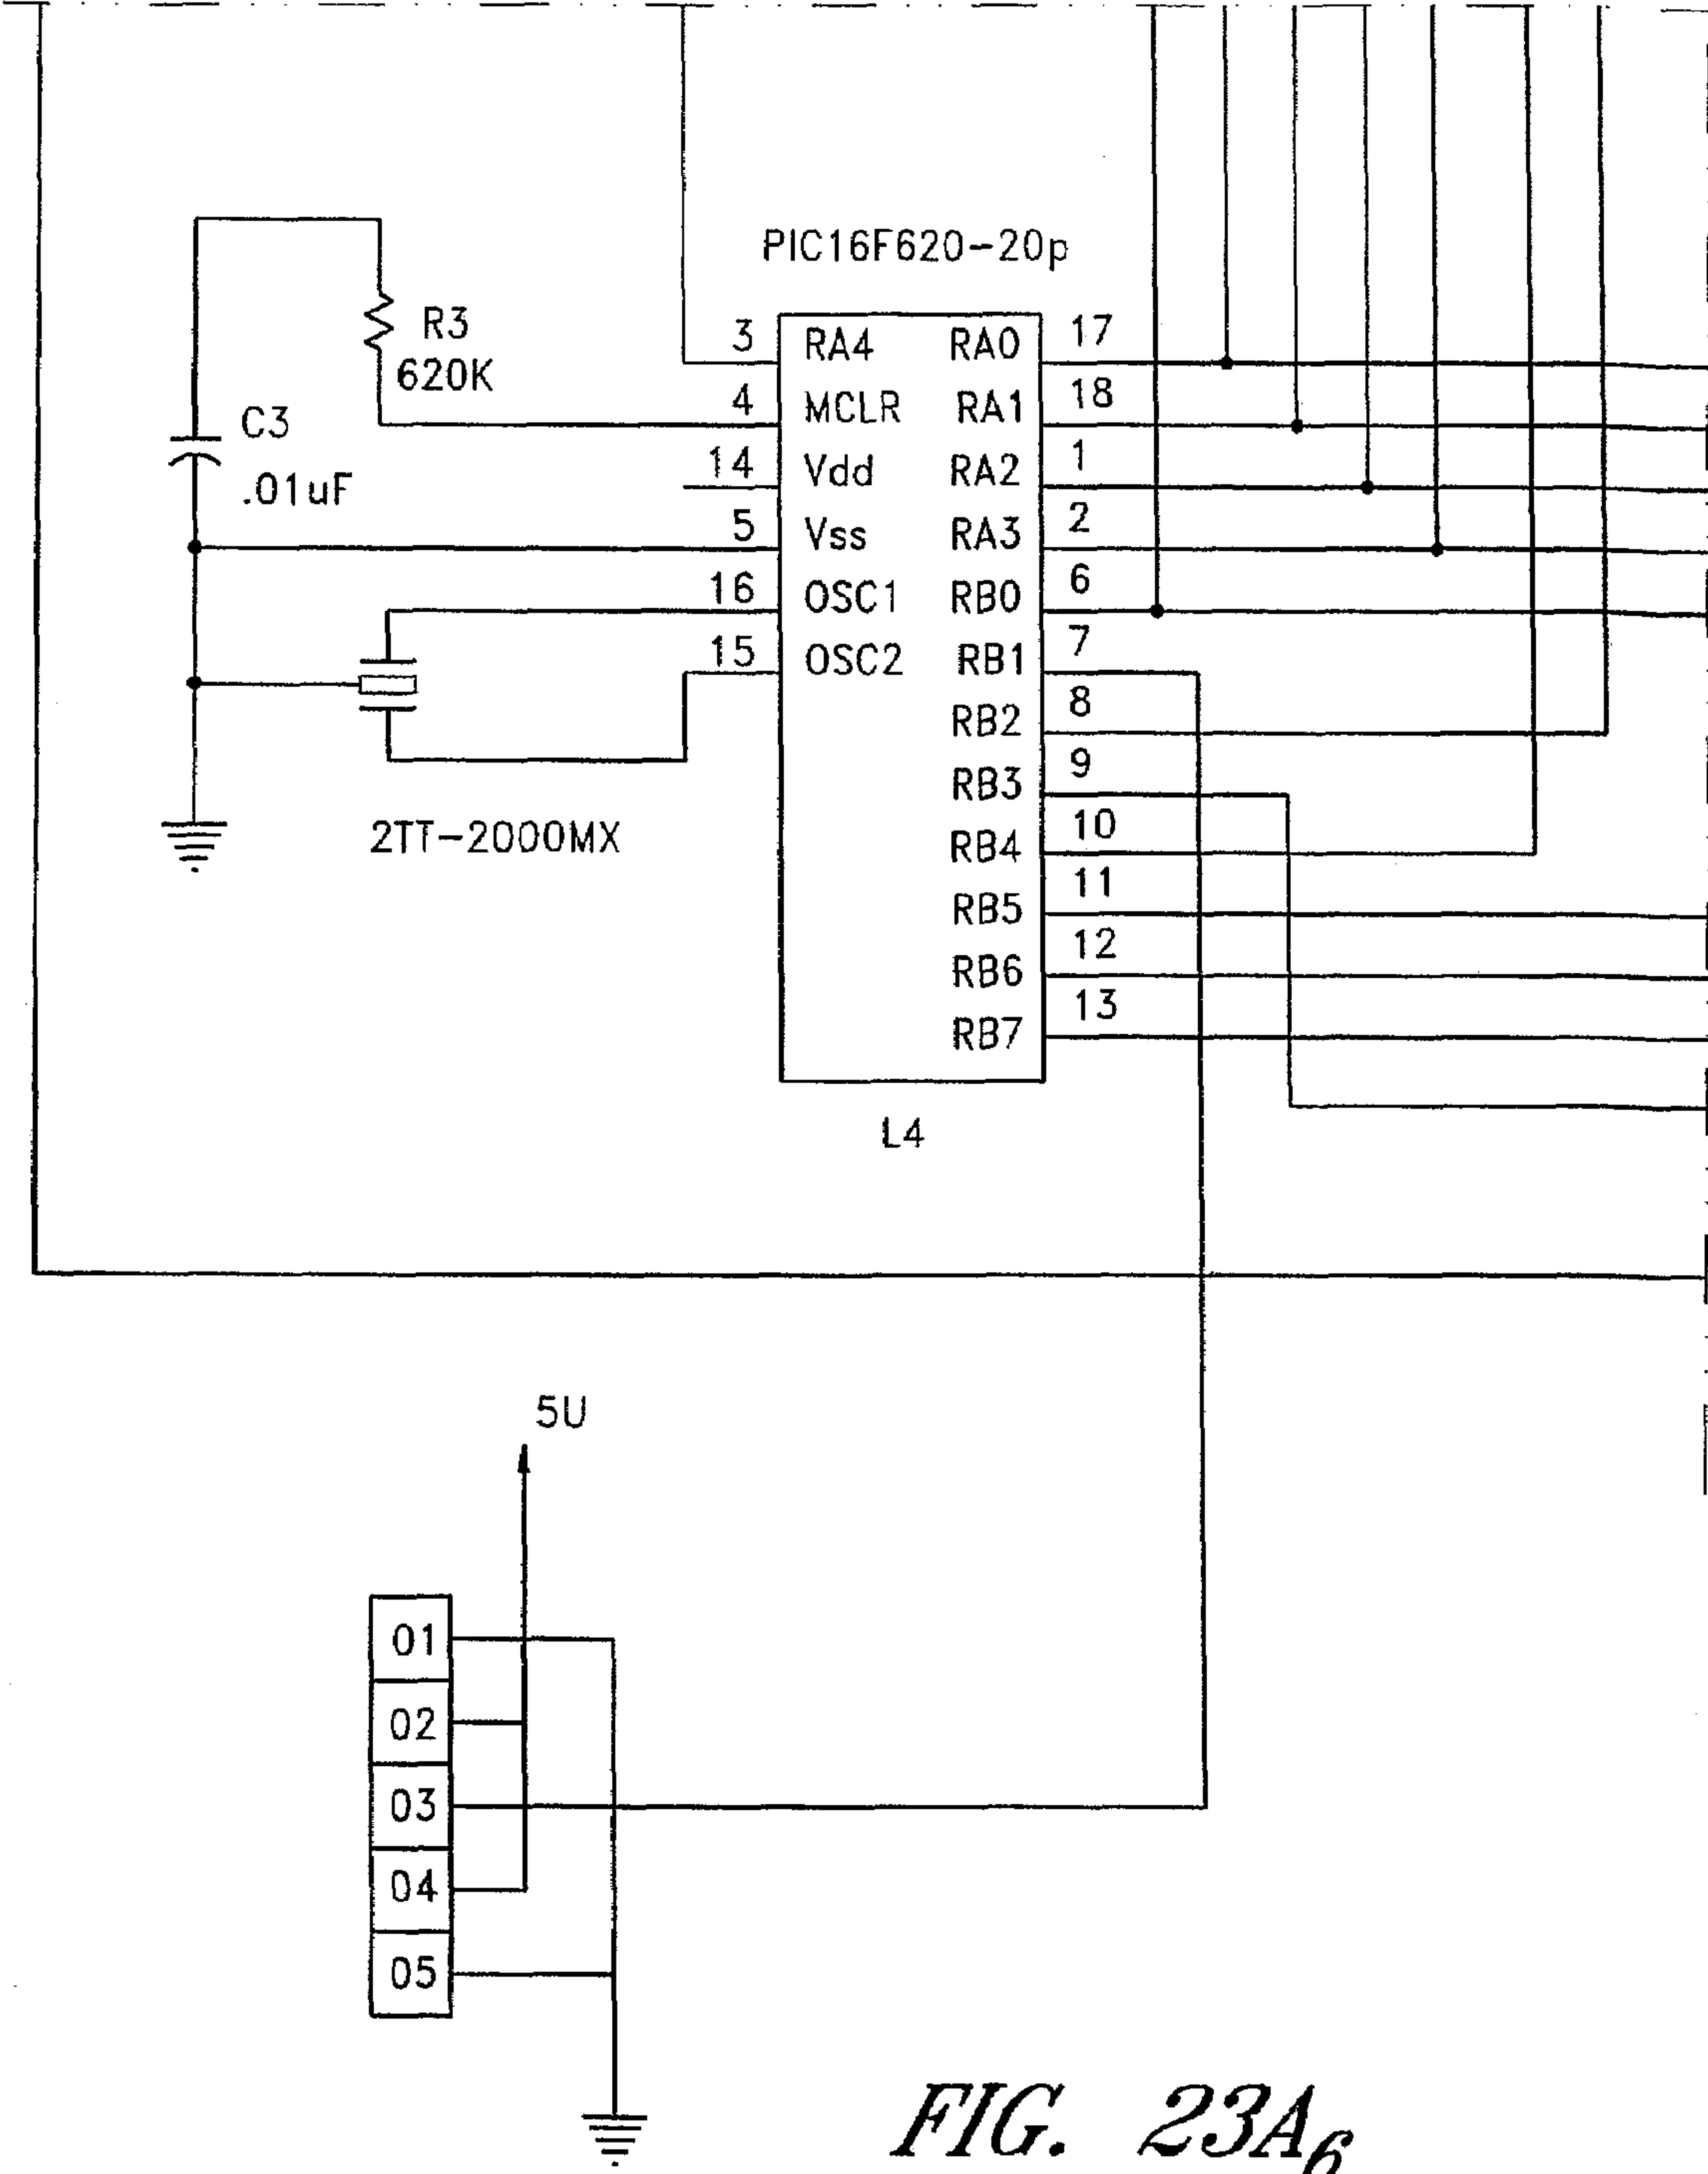 PIC16F620-20p
R3
620K
C3
.01uF
3 RA4 RA0 17
4 MCLR RA1 18
14 Vdd RA2 1
5 Vss RA3 2
16 OSC1 RB0 6
15 OSC2 RB1 7
RB2 8
RB3 9
RB4 10
RB5 11
RB6 12
RB7 13
2TT-2000MX
L4
5U
01
02
03
04
05
FIG. 23A6